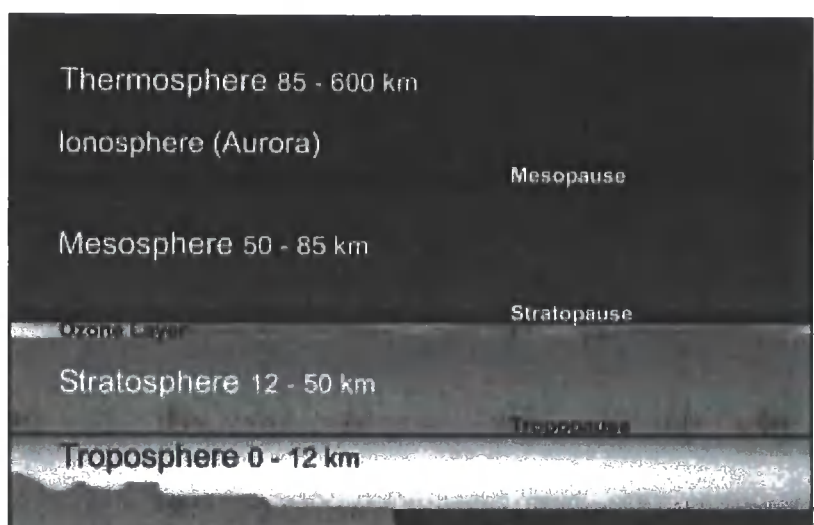 Thermosphere 85 - 600 km
Ionosphere (Aurora)
Mesopause
Mesosphere 50 - 85 km
Stratopause
Ozone Layer
Stratosphere 12 - 50 km
Tropopause
Troposphere 0 - 12 km